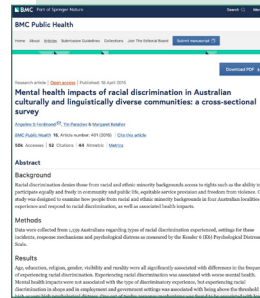 BMC Part of Springer Nature Search
BMC Public Health
Home About Articles Submission Guidelines Collections Join The Editorial Board Submit manuscript
Download PDF
Research article | Open access | Published: 18 April 2016
Mental health impacts of racial discrimination in Australian
culturally and linguistically diverse communities: a cross-sectional
survey
Angeline S Ferdinand, Yin Paradies & Margaret Kelaher
BMC Public Health 16, Article number: 401 (2016) | Cite this article
Accesses | 52 Citations | 44 Altmetric | Metrics
Abstract
Background
Racial discrimination denies those from racial and ethnic minority backgrounds access to rights such as the ability to
participate equally and freely in community and public life, equitable service provision and freedom from violence.
study was designed to examine how people from racial and ethnic minority backgrounds in four Australian localities
experience and respond to racial discrimination, as well as associated health impacts.
Methods
Data were collected from 1,139 Australians regarding types of racial discrimination experienced, settings for these
incidents, response mechanisms and psychological distress as measured by the Kessler 6 (K6) Psychological Distress
Scale.
Results
Age, education, religion, gender, visibility and rurality were all significantly associated with differences in the frequency
of experiencing racial discrimination. Experiencing racial discrimination was associated with worse mental health.
Mental health impacts were not associated with the type of discriminatory experience, but experiencing racial
discrimination in shops and in employment and government settings was associated with being above the threshold